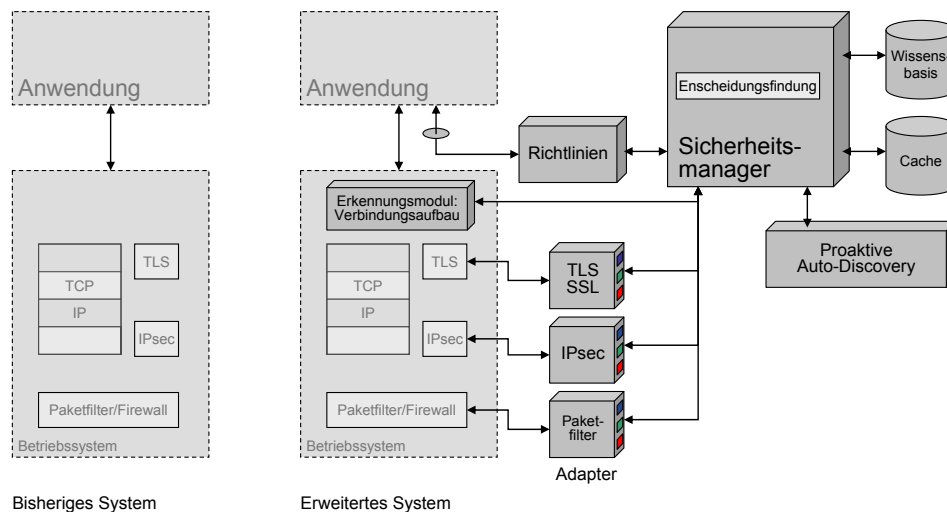 Anwendung
TLS
TCP
IP
IPsec
Paketfilter/Firewall
Betriebssystem
Bisheriges System
Anwendung
Erkennungsmodul:
Verbindungsaufbau
TLS
TCP
IP
IPsec
Paketfilter/Firewall
Betriebssystem
Erweitertes System
Richtlinien
TLS
SSL
IPsec
Paket-
filter
Adapter
Enscheidungsfindung
Sicherheits-
manager
Wissens-
basis
Cache
Proaktive
Auto-Discovery